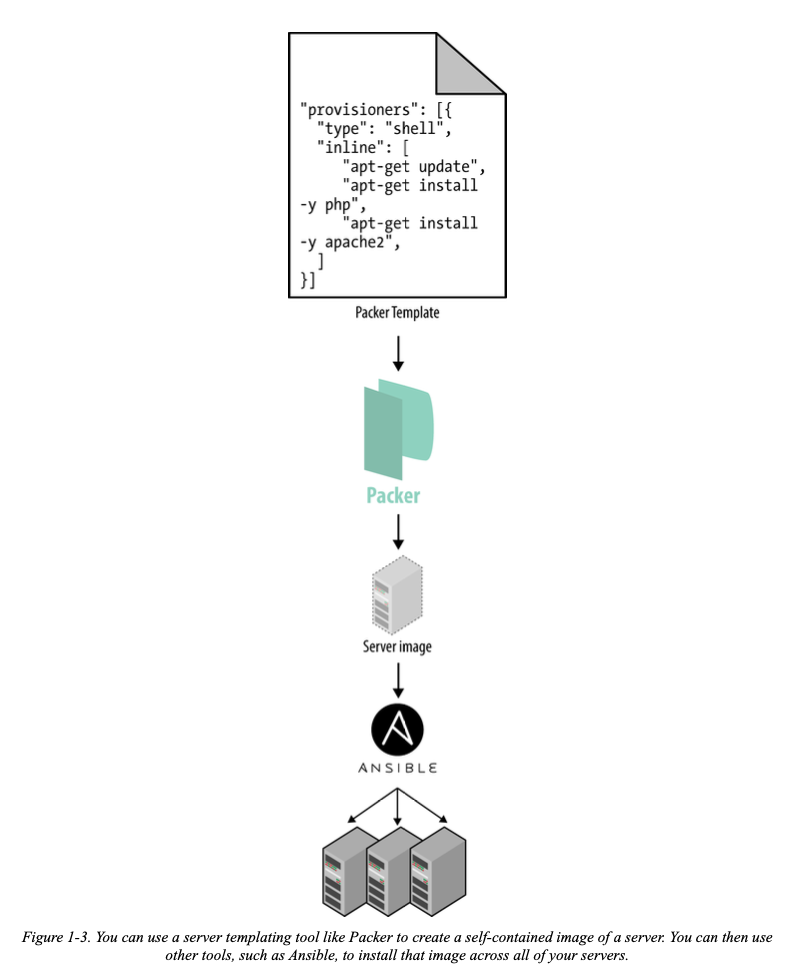 "provisioners": [{
"type": "shell",
"inline": [
"apt-get update",
"apt-get install
-y php",
"apt-get install
-y apache2",
]
}]
Packer Template
Packer
Server image
ANSIBLE
Figure 1-3. You can use a server templating tool like Packer to create a self-contained image of a server. You can then use
other tools, such as Ansible, to install that image across all of your servers.